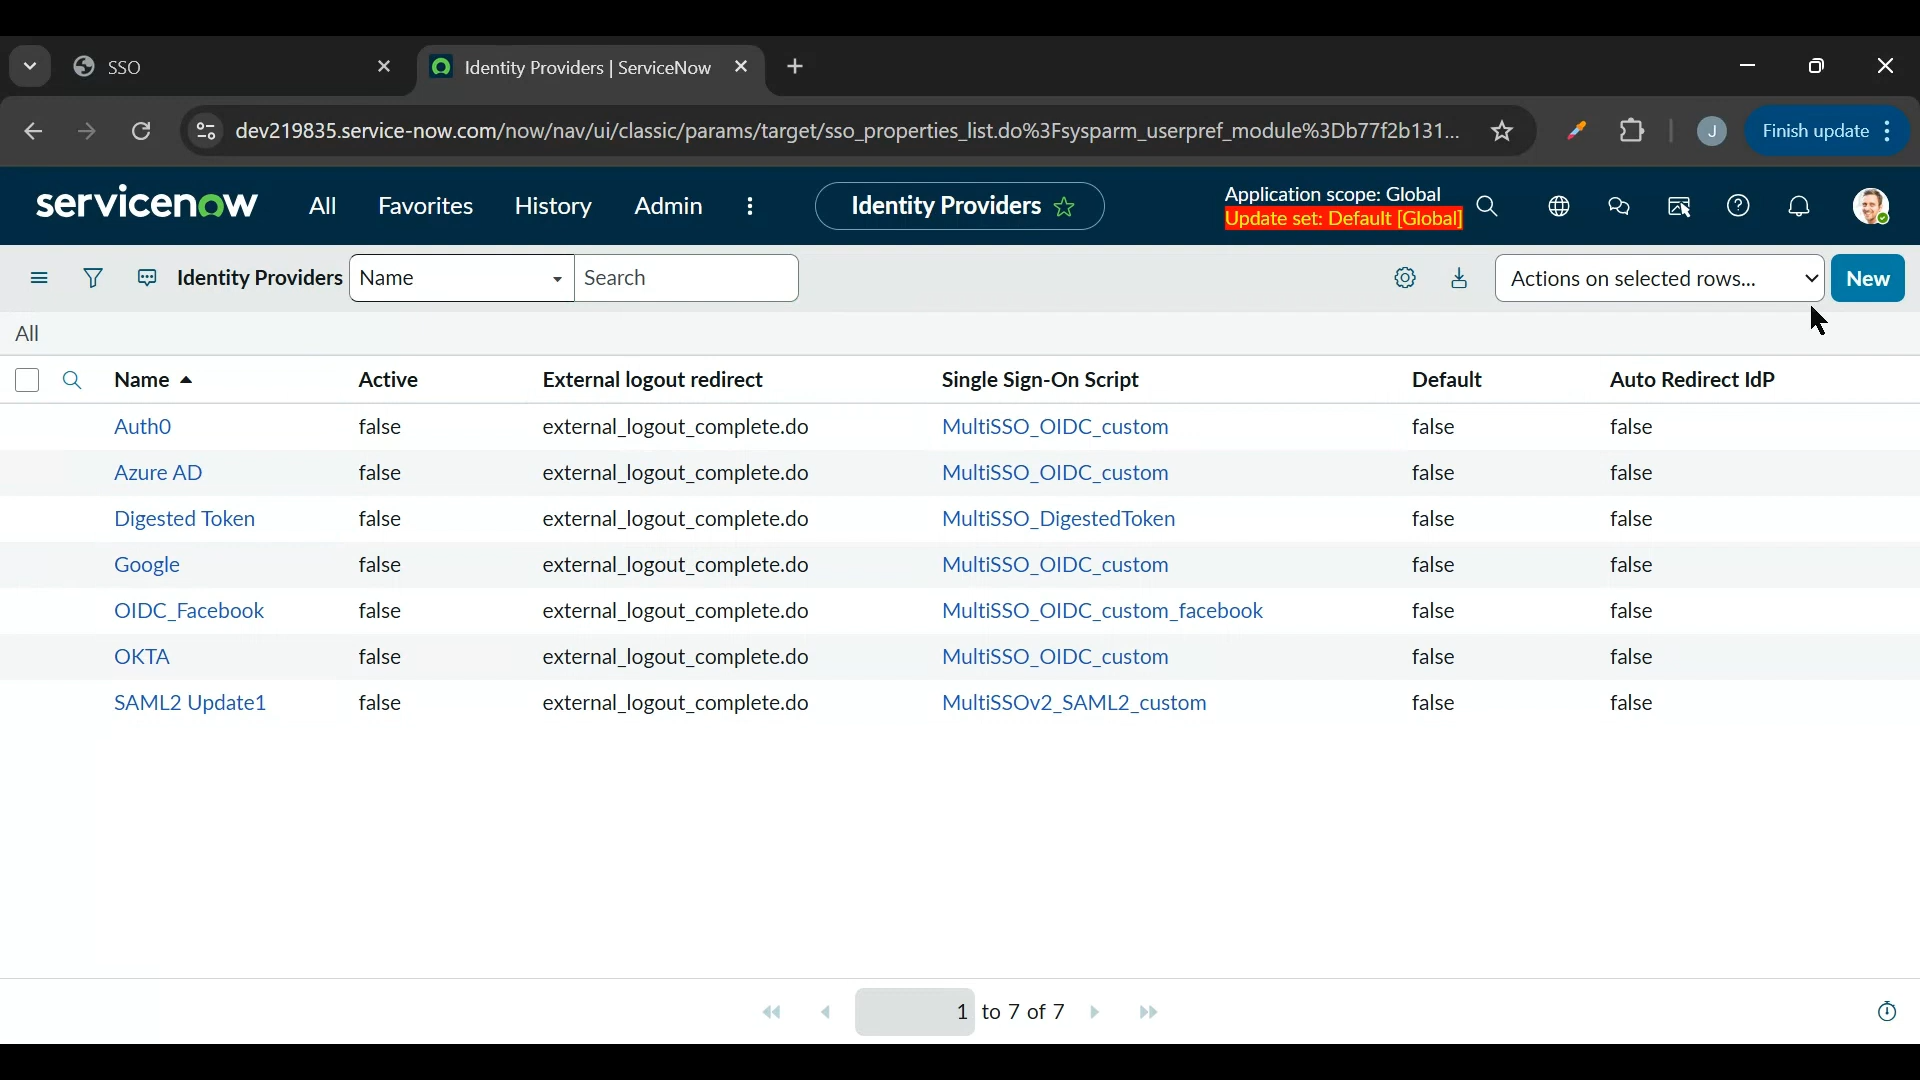 SSO
Identity Providers | ServiceNow
dev219835.service-now.com/now/nav/ui/classic/params/target/sso_properties_list.do%3Fsysparm_userpref_module%3Db77f2b131...
J
Finish update
servicenow
All
Favorites
History
Admin
Identity Providers
Application scope: Global
Update set: Default [Global]
Identity Providers
Name
Search
Actions on selected rows...
New
All
Name Active External logout redirect Single Sign-On Script Default Auto Redirect IdP
Auth0 false external_logout_complete.do MultiSSO_OIDC_custom false false
Azure AD false external_logout_complete.do MultiSSO_OIDC_custom false false
Digested Token false external_logout_complete.do MultiSSO_DigestedToken false false
Google false external_logout_complete.do MultiSSO_OIDC_custom false false
OIDC_Facebook false external_logout_complete.do MultiSSO_OIDC_custom_facebook false false
OKTA false external_logout_complete.do MultiSSO_OIDC_custom false false
SAML2 Update1 false external_logout_complete.do MultiSSOv2_SAML2_custom false false
1 to 7 of 7